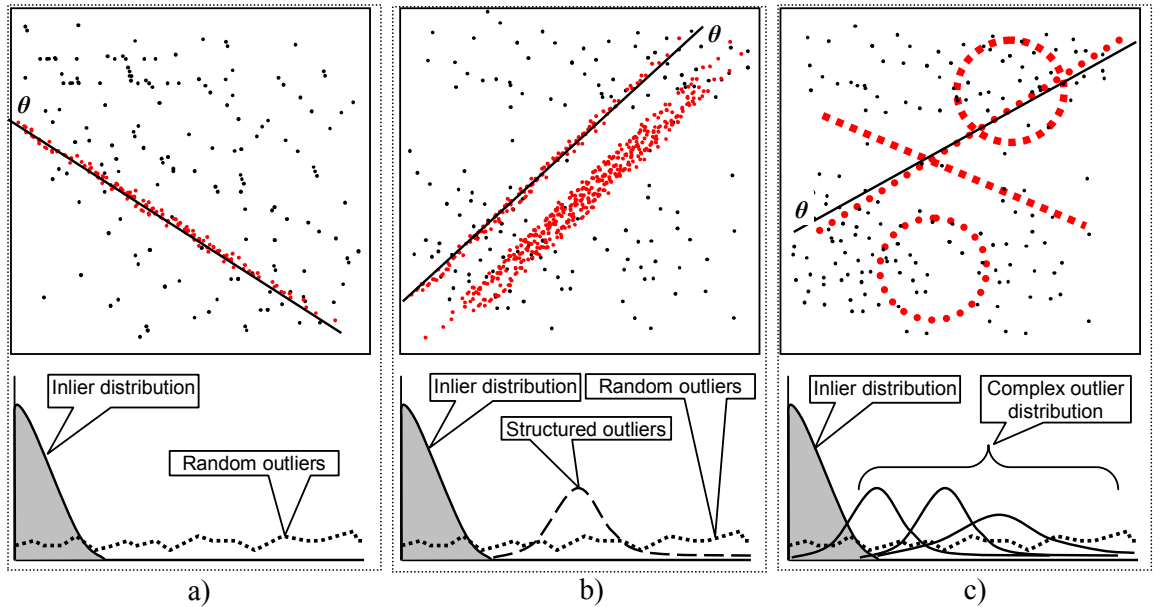 θ
Inlier distribution
Random outliers
a)
θ
Inlier distribution
Random outliers
Structured outliers
b)
θ
Inlier distribution
Complex outlier
distribution
c)